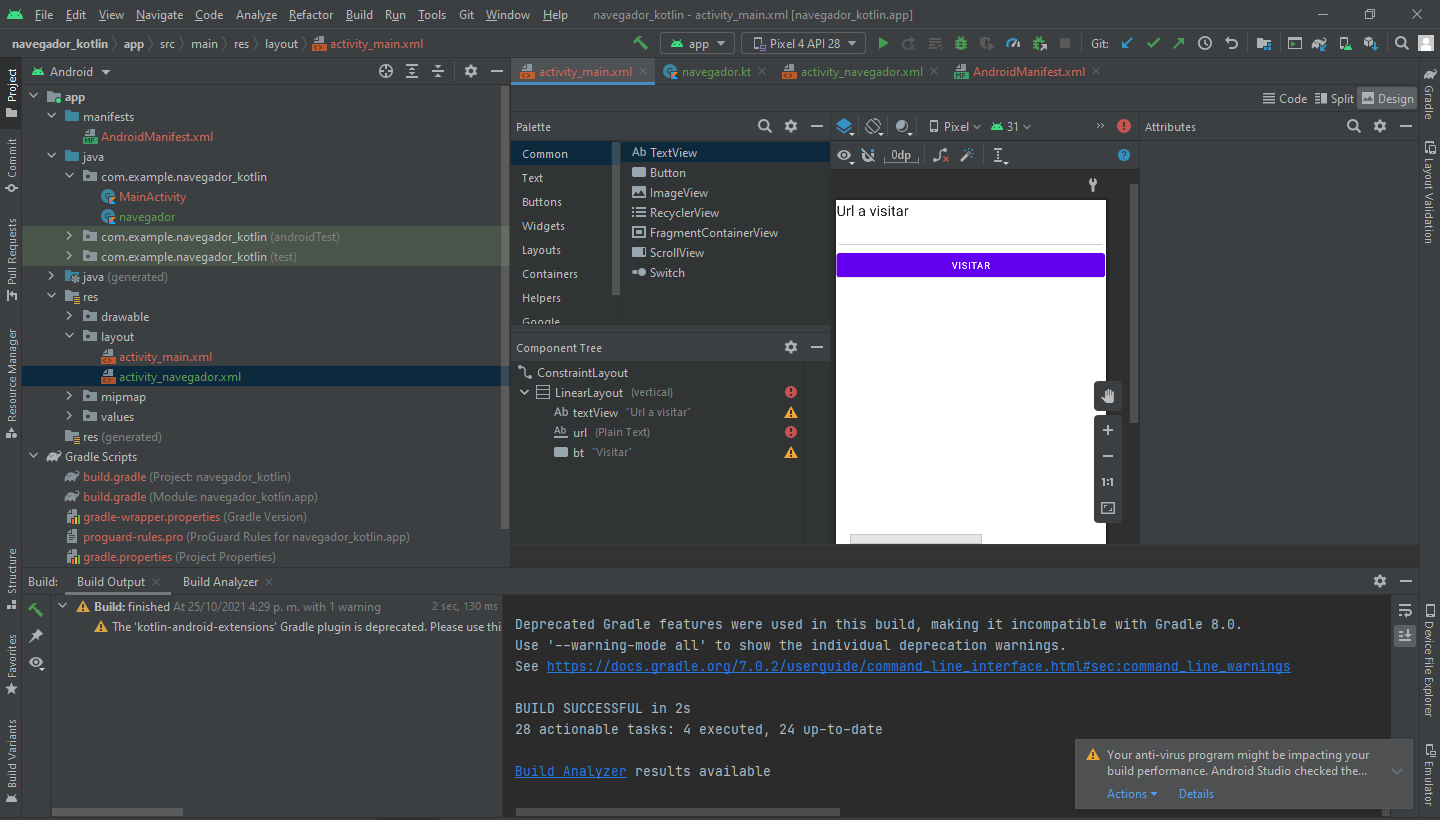 File Edit View Navigate Code Analyze Refactor Build Run Tools Git Window Help navegador_kotlin - activity_main.xml [navegador_kotlin.app]
navegador_kotlin app src main res layout activity_main.xml app Pixel 4 API 28 Git:
Project
Commit
Pull Requests
Resource Manager
Structure
Favorites
Build Variants
Android
app
manifests
AndroidManifest.xml
java
com.example.navegador_kotlin
MainActivity
navegador
com.example.navegador_kotlin (androidTest)
com.example.navegador_kotlin (test)
java (generated)
res
drawable
layout
activity_main.xml
activity_navegador.xml
mipmap
values
res (generated)
Gradle Scripts
build.gradle (Project: navegador_kotlin)
build.gradle (Module: navegador_kotlin.app)
gradle-wrapper.properties (Gradle Version)
proguard-rules.pro (ProGuard Rules for navegador_kotlin.app)
gradle.properties (Project Properties)
activity_main.xml navegador.kt activity_navegador.xml AndroidManifest.xml
Code Split Design
Palette
Common
Text
Buttons
Widgets
Layouts
Containers
Helpers
Google
Ab TextView
Button
ImageView
RecyclerView
FragmentContainerView
ScrollView
Switch
Component Tree
ConstraintLayout
LinearLayout (vertical)
Ab textView "Url a visitar"
Ab url (Plain Text)
bt "Visitar"
Pixel 31
0dp
Url a visitar
VISITAR
1:1
Attributes
Gradle
Layout Validation
Device File Explorer
Emulator
Build: Build Output Build Analyzer
Build: finished At 25/10/2021 4:29 p. m. with 1 warning 2 sec, 130 ms
The 'kotlin-android-extensions' Gradle plugin is deprecated. Please use thi
Deprecated Gradle features were used in this build, making it incompatible with Gradle 8.0.
Use '--warning-mode all' to show the individual deprecation warnings.
See https://docs.gradle.org/7.0.2/userguide/command_line_interface.html#sec:command_line_warnings
BUILD SUCCESSFUL in 2s
28 actionable tasks: 4 executed, 24 up-to-date
Build Analyzer results available
Your anti-virus program might be impacting your
build performance. Android Studio checked the...
Actions Details